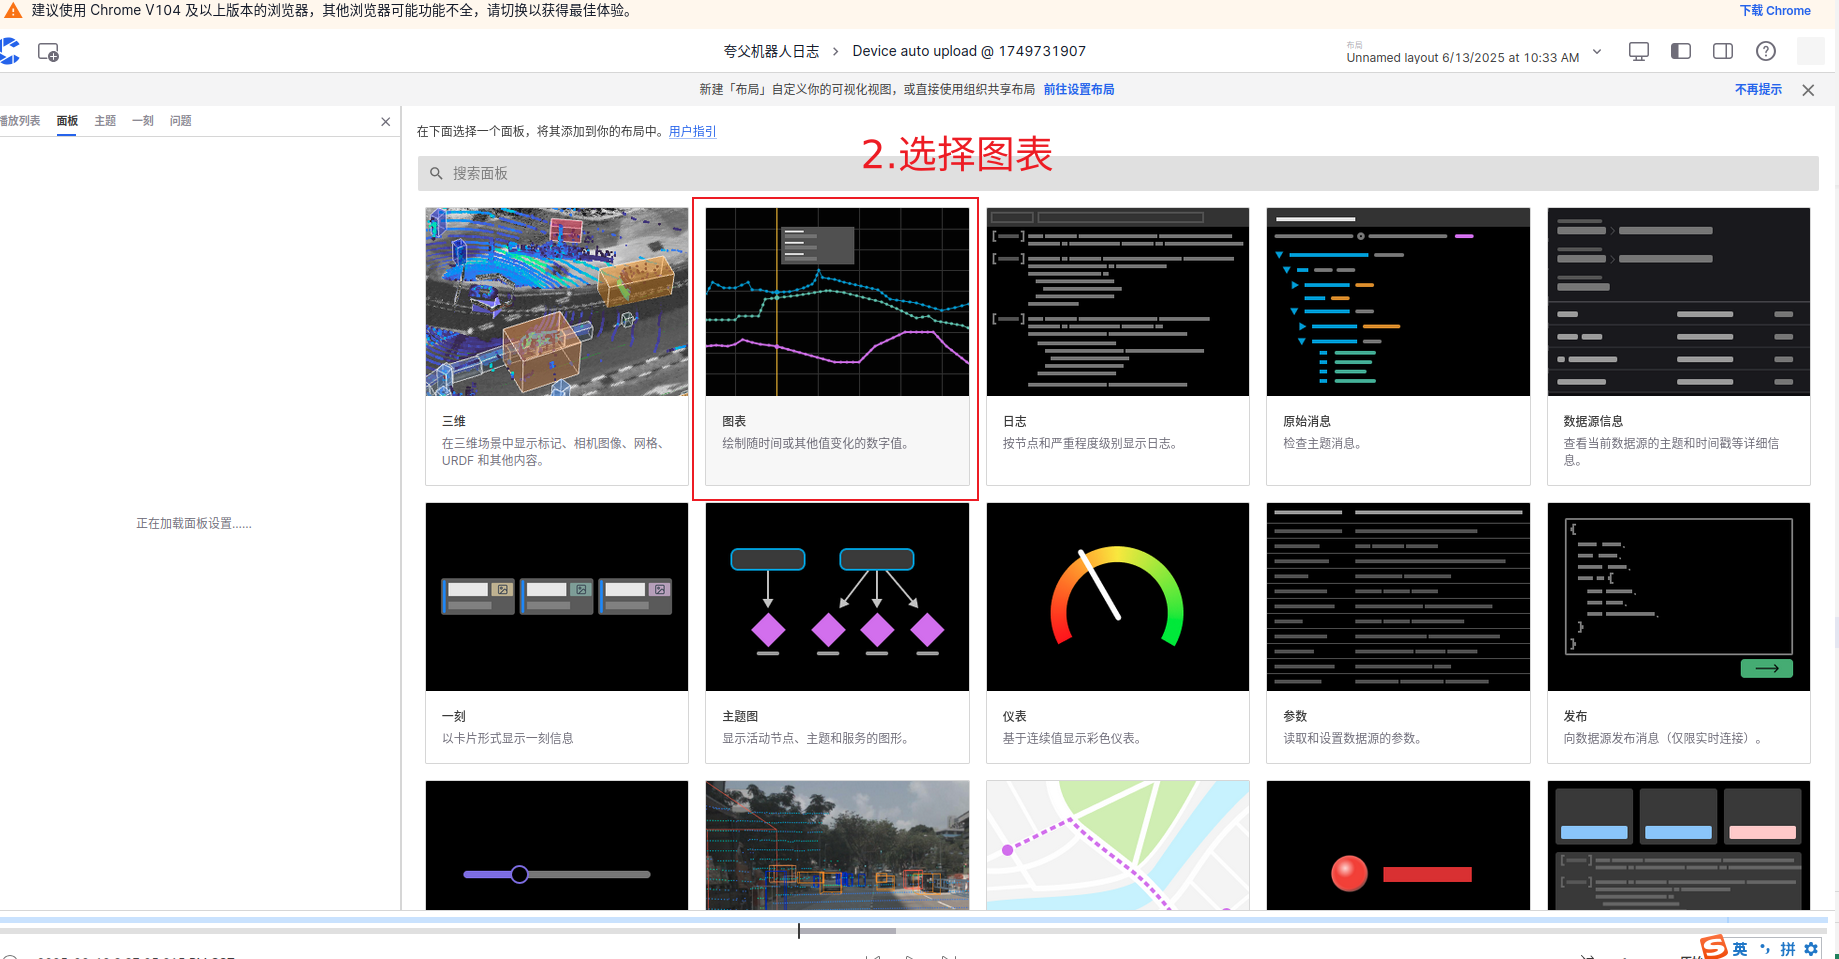 建议使用 Chrome V104 及以上版本的浏览器，其他浏览器可能功能不全，请切换以获得最佳体验。
下载 Chrome
夸父机器人日志 > Device auto upload @ 1749731907
布局
Unnamed layout 6/13/2025 at 10:33 AM
新建「布局」自定义你的可视化视图，或直接使用组织共享布局 前往设置布局
不再提示
播放列表 面板 主题 一刻 问题
在下面选择一个面板，将其添加到你的布局中。用户指引
2.选择图表
搜索面板
正在加载面板设置......
三维
在三维场景中显示标记、相机图像、网格、
URDF 和其他内容。
图表
绘制随时间或其他值变化的数字值。
日志
按节点和严重程度级别显示日志。
原始消息
检查主题消息。
数据源信息
查看当前数据源的主题和时间戳等详细信
息。
一刻
以卡片形式显示一刻信息
主题图
显示活动节点、主题和服务的图形。
仪表
基于连续值显示彩色仪表。
参数
读取和设置数据源的参数。
发布
向数据源发布消息（仅限实时连接）。
英 拼